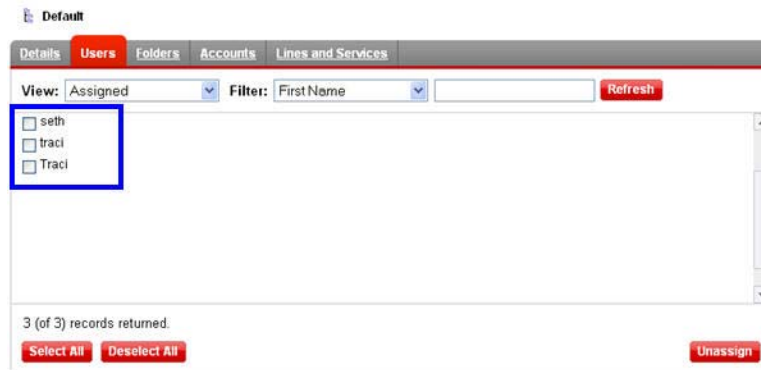 Default
Details Users Folders Accounts Lines and Services
View: Assigned Filter: First Name Refresh
seth
traci
Traci
3 (of 3) records returned.
Select All Deselect All Unassign